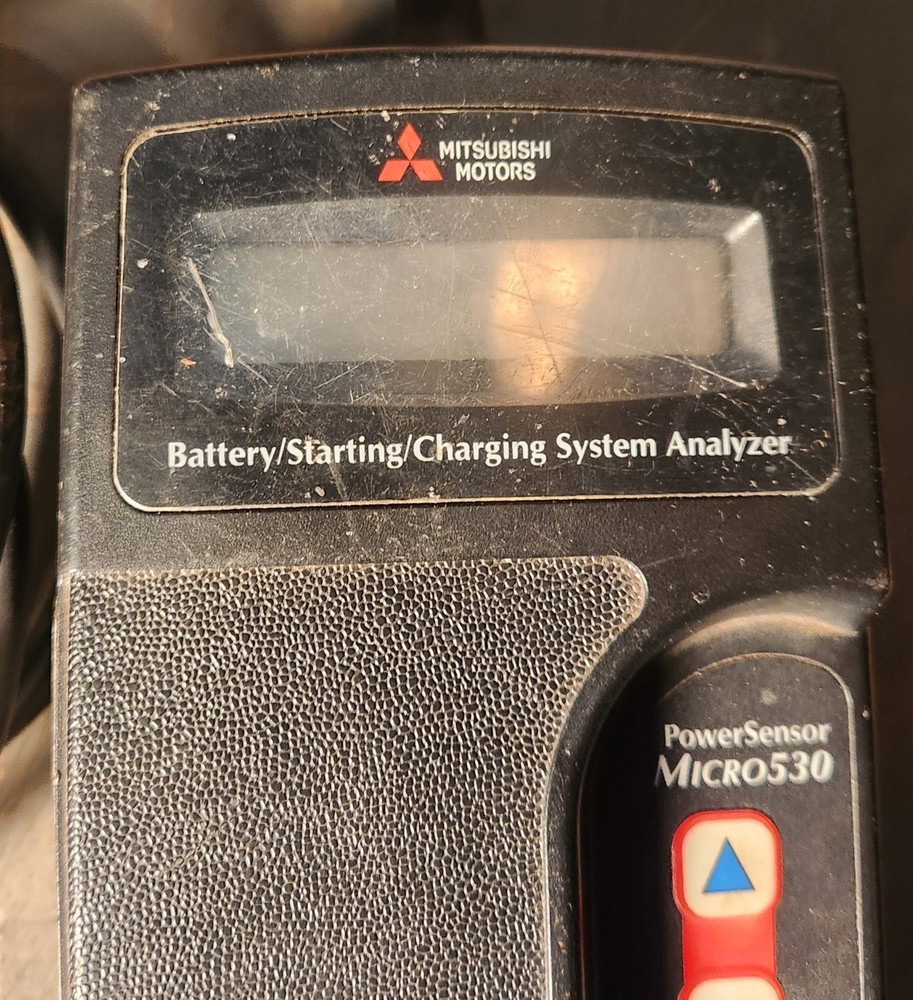 MITSUBISHI
MOTORS
Battery/Starting/Charging System Analyzer
PowerSensor
MICRO530